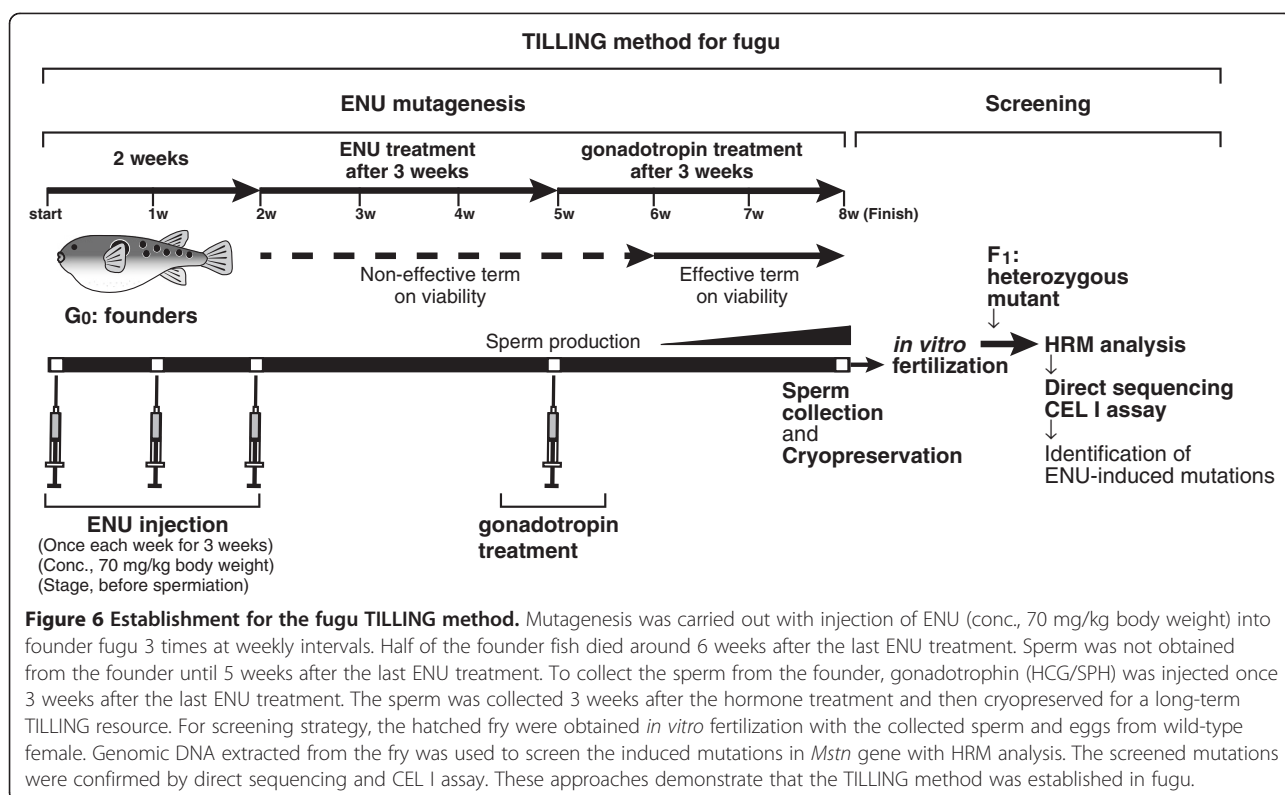 TILLING method for fugu
ENU mutagenesis
Screening
2 weeks
ENU treatment
after 3 weeks
gonadotropin treatment
after 3 weeks
start
1w
2w
3w
4w
5w
6w
7w
8w (Finish)
Non-effective term
on viability
Effective term
on viability
G0: founders
F1:
heterozygous
mutant
↓
Sperm production
in vitro
fertilization
HRM analysis
↓
Direct sequencing
CEL I assay
↓
Identification of
ENU-induced mutations
Sperm
collection
and
Cryopreservation
ENU injection
(Once each week for 3 weeks)
(Conc., 70 mg/kg body weight)
(Stage, before spermiation)
gonadotropin
treatment
Figure 6 Establishment for the fugu TILLING method. Mutagenesis was carried out with injection of ENU (conc., 70 mg/kg body weight) into
founder fugu 3 times at weekly intervals. Half of the founder fish died around 6 weeks after the last ENU treatment. Sperm was not obtained
from the founder until 5 weeks after the last ENU treatment. To collect the sperm from the founder, gonadotrophin (HCG/SPH) was injected once
3 weeks after the last ENU treatment. The sperm was collected 3 weeks after the hormone treatment and then cryopreserved for a long-term
TILLING resource. For screening strategy, the hatched fry were obtained in vitro fertilization with the collected sperm and eggs from wild-type
female. Genomic DNA extracted from the fry was used to screen the induced mutations in Mstn gene with HRM analysis. The screened mutations
were confirmed by direct sequencing and CEL I assay. These approaches demonstrate that the TILLING method was established in fugu.